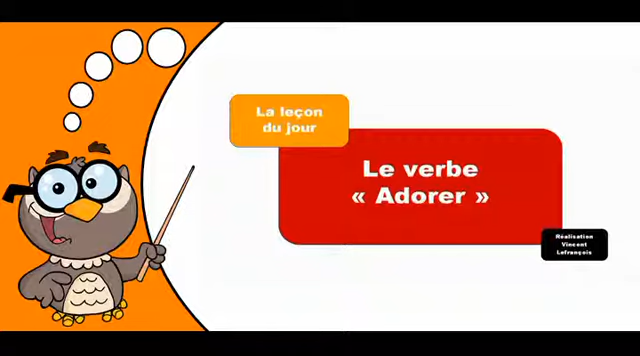 La leçon
du jour
Le verbe
« Adorer »
Réalisation
Vincent
Lefrançois